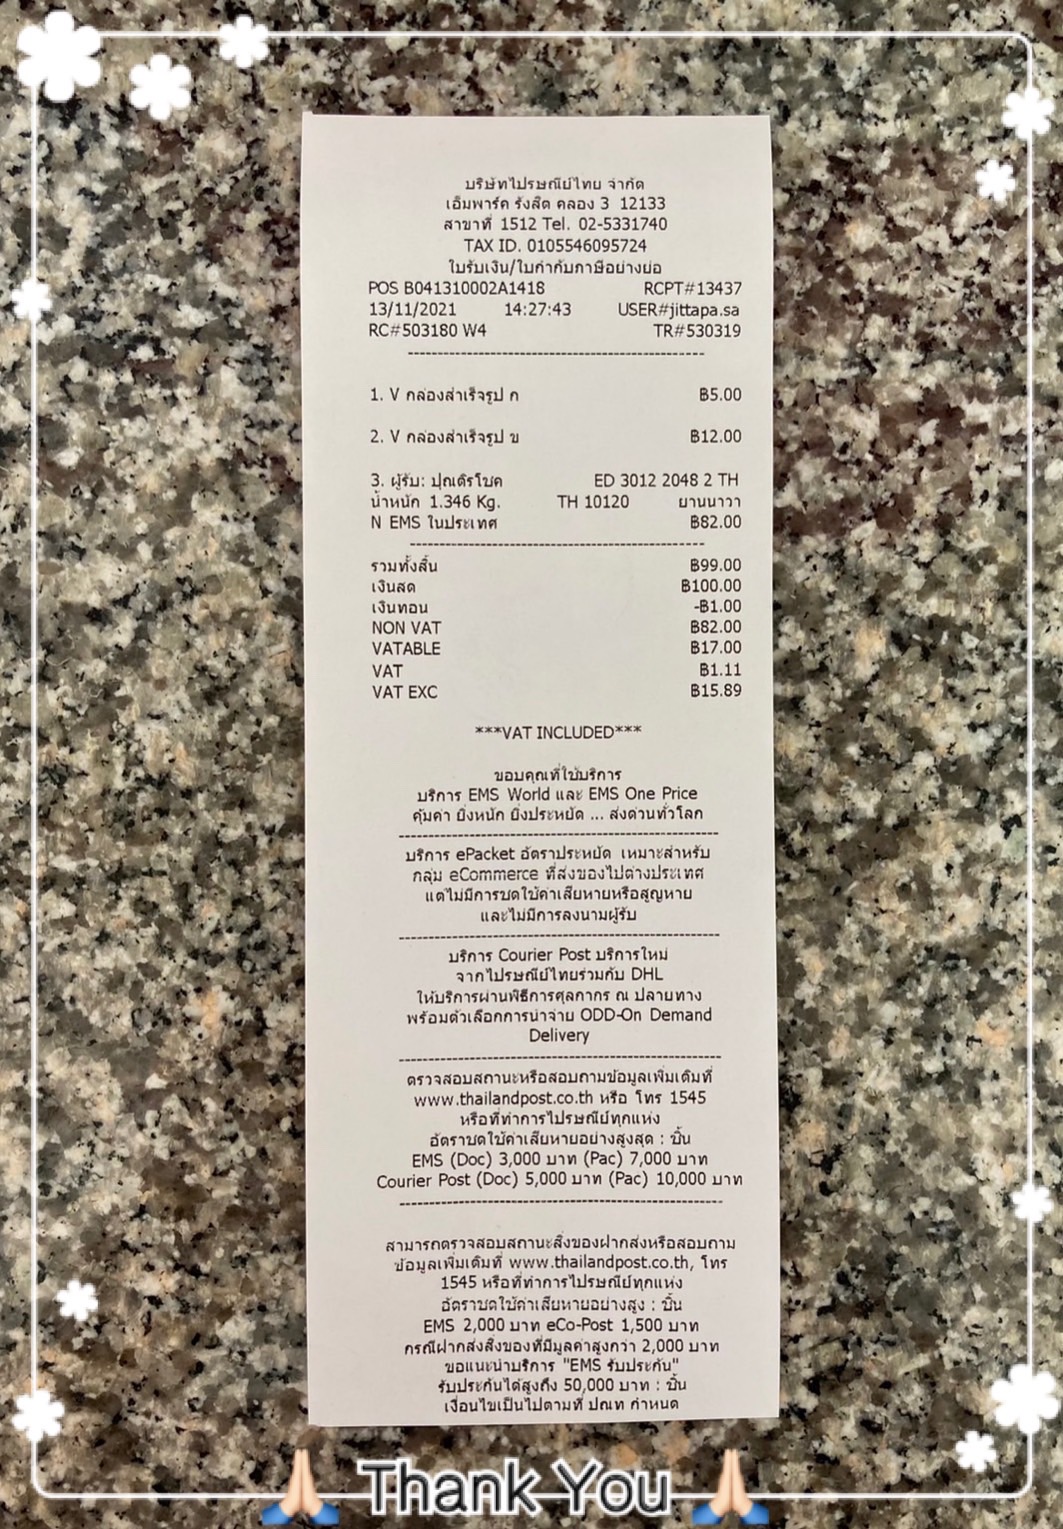 บริษัทไปรษณีย์ไทย จำกัด
เอ็มพาร์ค รังสิต คลอง 3 12133
สาขาที่ 1512 Tel. 02-5331740
TAX ID. 0105546095724
ใบรับเงิน/ใบกำกับภาษีอย่างย่อ
POS B041310002A1418 RCPT#13437
13/11/2021 14:27:43 USER#jittapa.sa
RC#503180 W4 TR#530319
1. V กล่องสำเร็จรูป ก ฿5.00
2. V กล่องสำเร็จรูป ข ฿12.00
3. ผู้รับ: ปุณดิรโชค ED 3012 2048 2 TH
น้ำหนัก 1.346 Kg. TH 10120 ยานนาวา
N EMS ในประเทศ ฿82.00
รวมทั้งสิ้น ฿99.00
เงินสด ฿100.00
เงินทอน -฿1.00
NON VAT ฿82.00
VATABLE ฿17.00
VAT ฿1.11
VAT EXC ฿15.89
***VAT INCLUDED***
ขอบคุณที่ใช้บริการ
บริการ EMS World และ EMS One Price
คุ้มค่า ยิ่งหนัก ยิ่งประหยัด ... ส่งด่วนทั่วโลก
บริการ ePacket อัตราประหยัด เหมาะสำหรับ
กลุ่ม eCommerce ที่ส่งของไปต่างประเทศ
แต่ไม่มีการชดใช้ค่าเสียหายหรือสูญหาย
และไม่มีการลงนามผู้รับ
บริการ Courier Post บริการใหม่
จากไปรษณีย์ไทยร่วมกับ DHL
ให้บริการผ่านพิธีการศุลกากร ณ ปลายทาง
พร้อมตัวเลือกการนำจ่าย ODD-On Demand
Delivery
ตรวจสอบสถานะหรือสอบถามข้อมูลเพิ่มเติมที่
www.thailandpost.co.th หรือ โทร 1545
หรือที่ทำการไปรษณีย์ทุกแห่ง
อัตราชดใช้ค่าเสียหายอย่างสูงสุด : ชิ้น
EMS (Doc) 3,000 บาท (Pac) 7,000 บาท
Courier Post (Doc) 5,000 บาท (Pac) 10,000 บาท
สามารถตรวจสอบสถานะสิ่งของฝากส่งหรือสอบถาม
ข้อมูลเพิ่มเติมที่ www.thailandpost.co.th, โทร
1545 หรือที่ทำการไปรษณีย์ทุกแห่ง
อัตราชดใช้ค่าเสียหายอย่างสูง : ชิ้น
EMS 2,000 บาท eCo-Post 1,500 บาท
กรณีฝากส่งสิ่งของที่มีมูลค่าสูงกว่า 2,000 บาท
ขอแนะนำบริการ "EMS รับประกัน"
รับประกันได้สูงถึง 50,000 บาท : ชิ้น
เงื่อนไขเป็นไปตามที่ ปณท กำหนด
Thank You